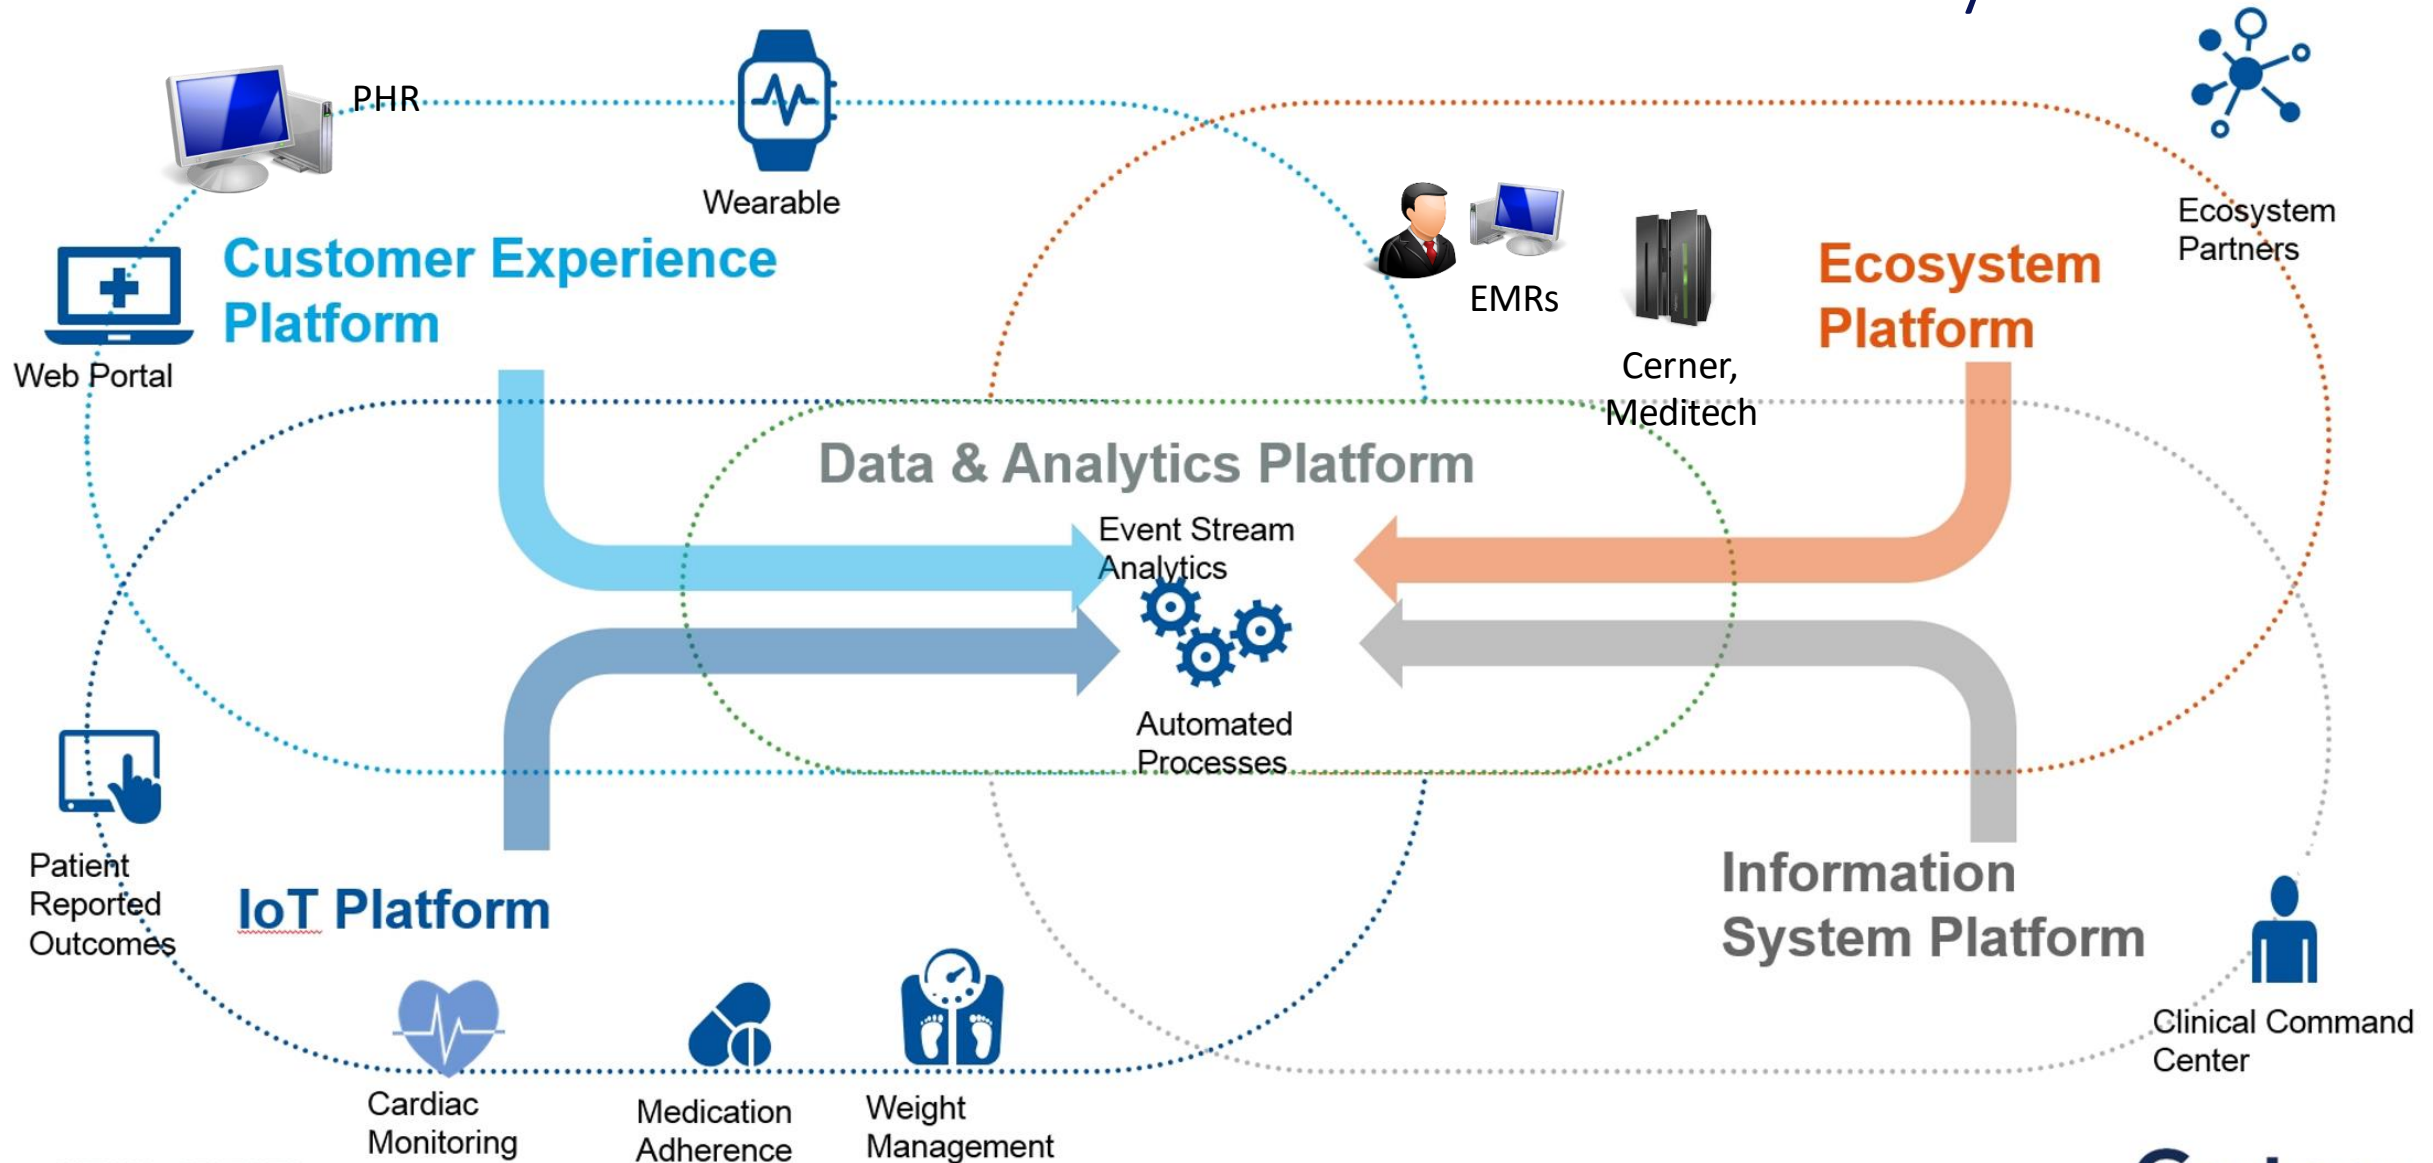 PHR
Wearable
Ecosystem
Partners
Customer Experience
Platform
Web Portal
EMRs
Cerner,
Meditech
Ecosystem
Platform
Data & Analytics Platform
Event Stream
Analytics
Automated
Processes
Patient
Reported
Outcomes
IoT Platform
Information
System Platform
Clinical Command
Center
Cardiac
Monitoring
Medication
Adherence
Weight
Management